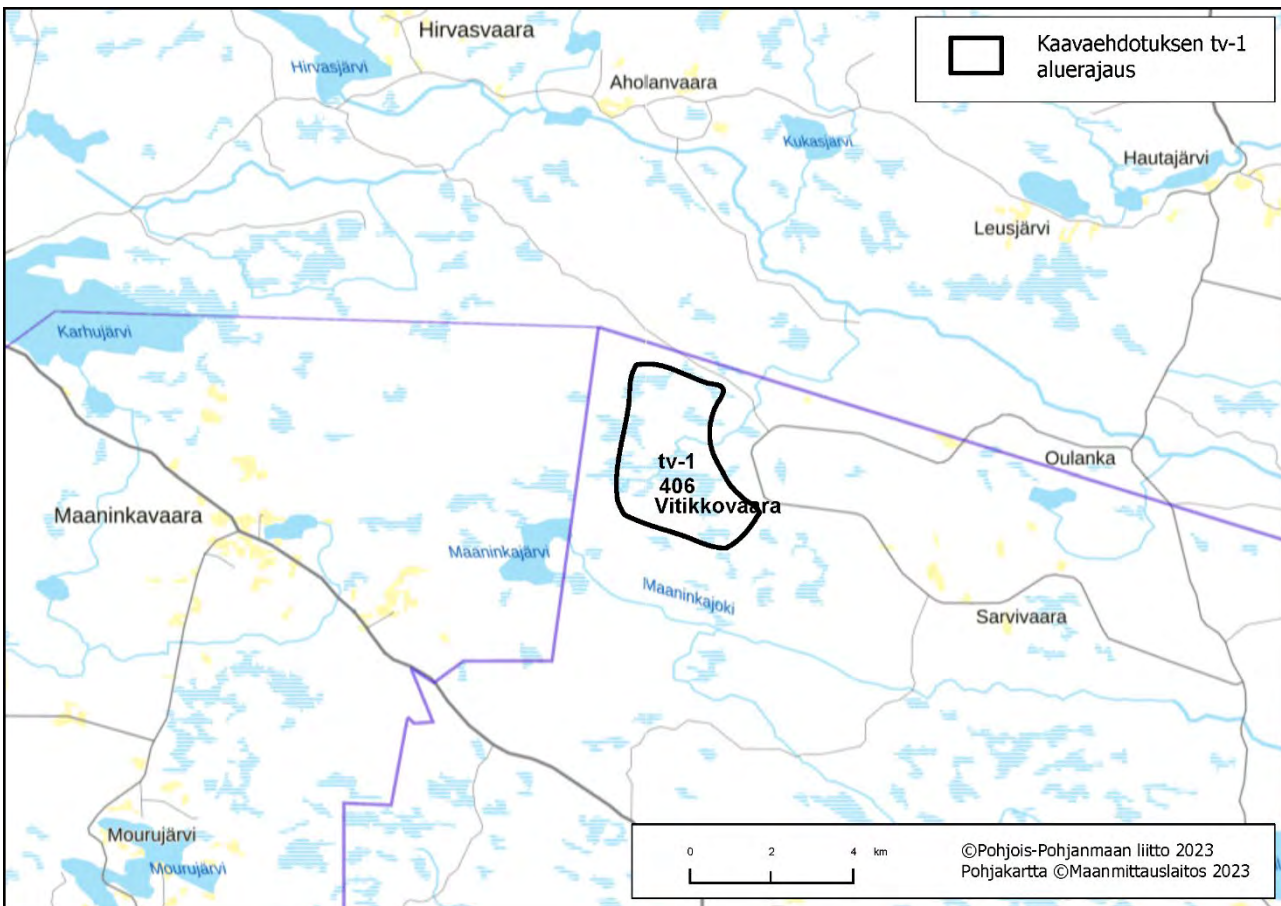 Hirvasvaara
Kaavaehdotuksen tv-1
aluerajaus
Hirvasjärvi
Aholanvaara
Kukasjärvi
Hautajärvi
Leusjärvi
Karhujärvi
tv-1
406
Vitikkovaara
Oulanka
Maaninkavaara
Maaninkajärvi
Maaninkajoki
Sarvivaara
Mourujärvi
Mourujärvi
0 2 4 km
©Pohjois-Pohjanmaan liitto 2023
Pohjakartta ©Maanmittauslaitos 2023